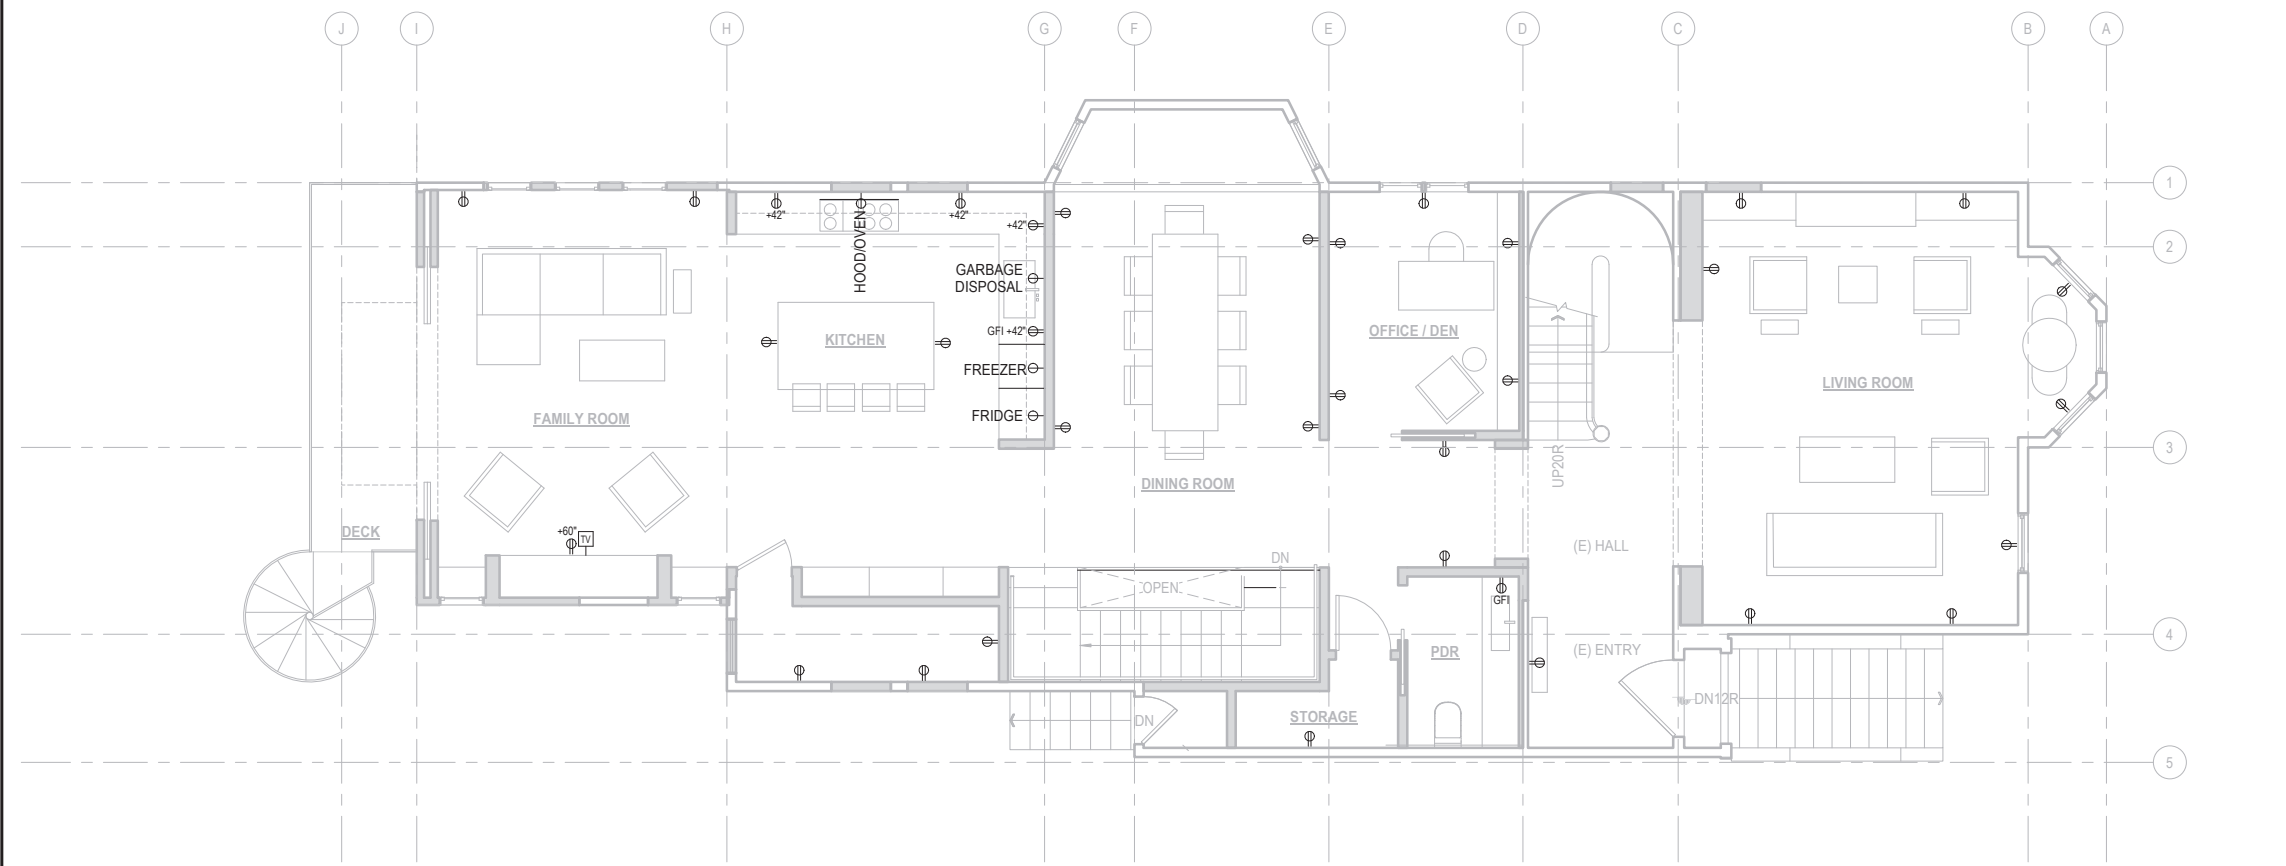 J I H G F E D C B A
1
+42" +42"
+42"
HOOD/OVEN
2
GARBAGE
DISPOSAL
GFI +42"
KITCHEN
OFFICE / DEN
FREEZER
LIVING ROOM
FRIDGE
FAMILY ROOM
3
UP20R
DINING ROOM
DECK
+60"
TV
(E) HALL
DN
OPEN
GFI
4
PDR
(E) ENTRY
DN12R
STORAGE
DN
5